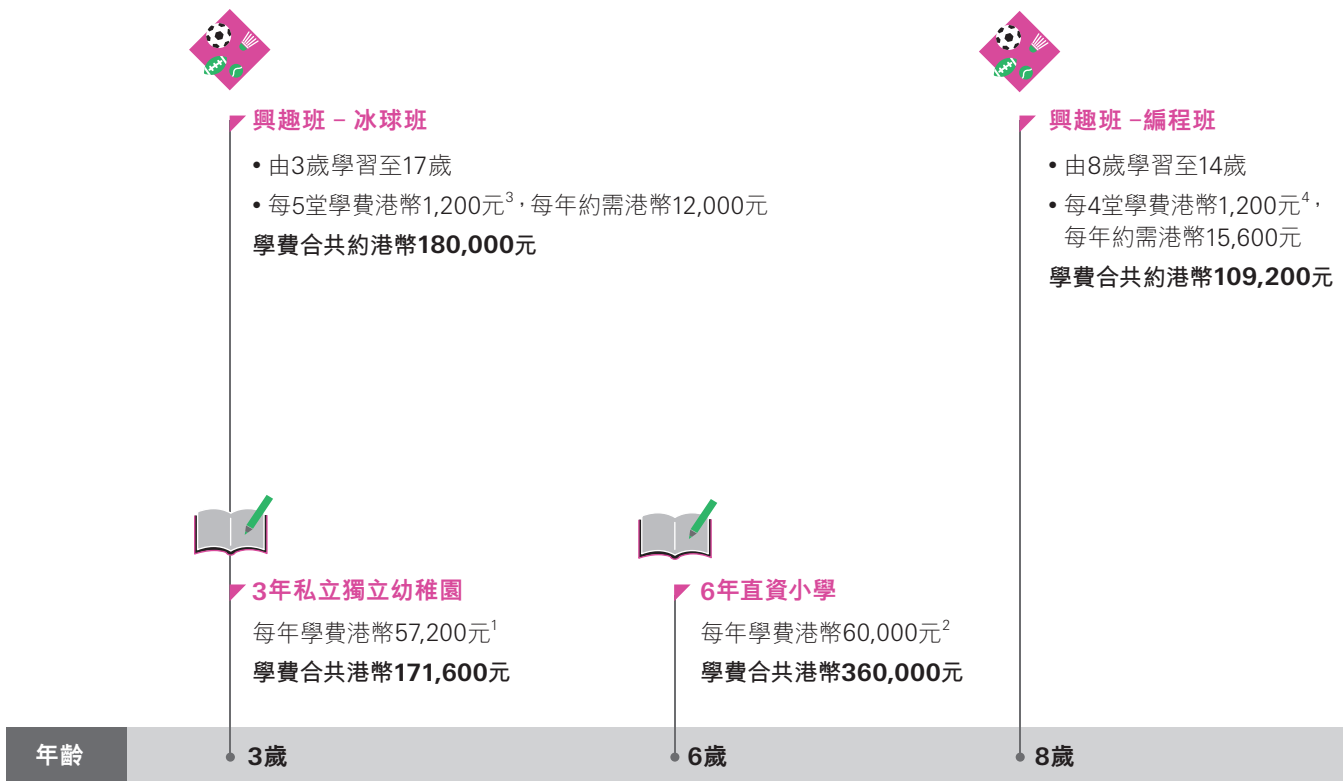 興趣班 – 冰球班
• 由3歲學習至17歲
• 每5堂學費港幣1,200元3，每年約需港幣12,000元
學費合共約港幣180,000元
興趣班 –編程班
• 由8歲學習至14歲
• 每4堂學費港幣1,200元4，
每年約需港幣15,600元
學費合共約港幣109,200元
3年私立獨立幼稚園
每年學費港幣57,200元1
學費合共港幣171,600元
6年直資小學
每年學費港幣60,000元2
學費合共港幣360,000元
年齡
3歲
6歲
8歲